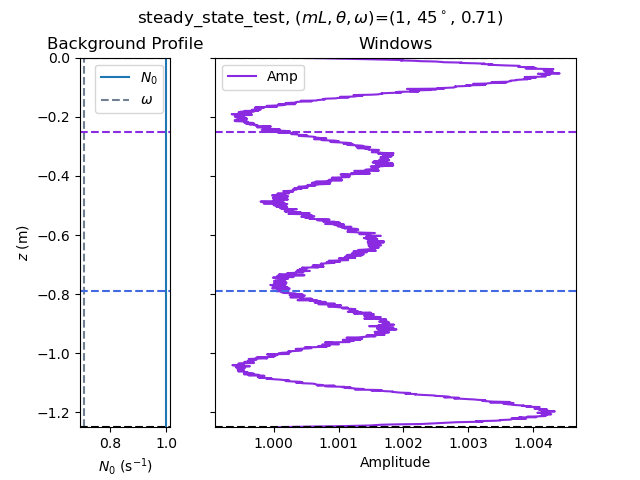 steady_state_test, (mL, θ, ω)=(1, 45°, 0.71)
Background Profile
Windows
N₀
ω
Amp
0.0
−0.2
−0.4
−0.6
−0.8
−1.0
−1.2
z (m)
0.8 1.0
N₀ (s⁻¹)
1.000 1.001 1.002 1.003 1.004
Amplitude